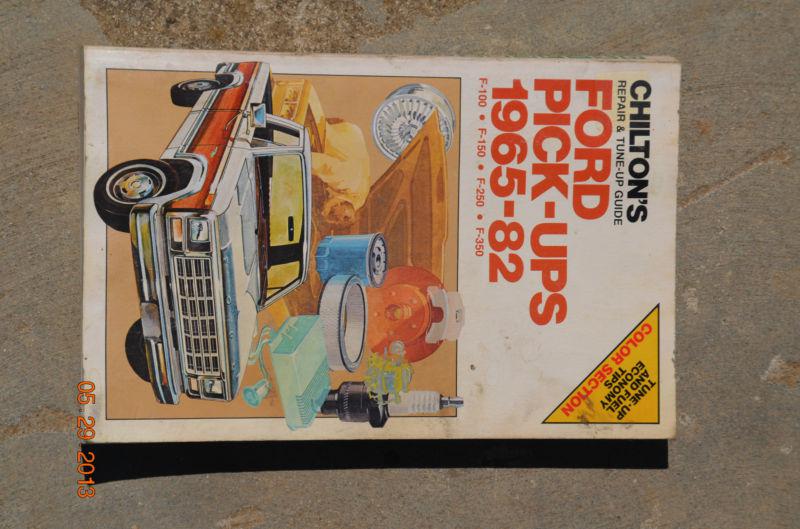 CHILTON'S
REPAIR & TUNE-UP GUIDE
FORD
PICK-UPS
1965-82
F-100 • F-150 • F-250 • F-350
COLOR SECTION
TUNE-UP
AND FUEL
ECONOMY
TIPS
05.29.2013